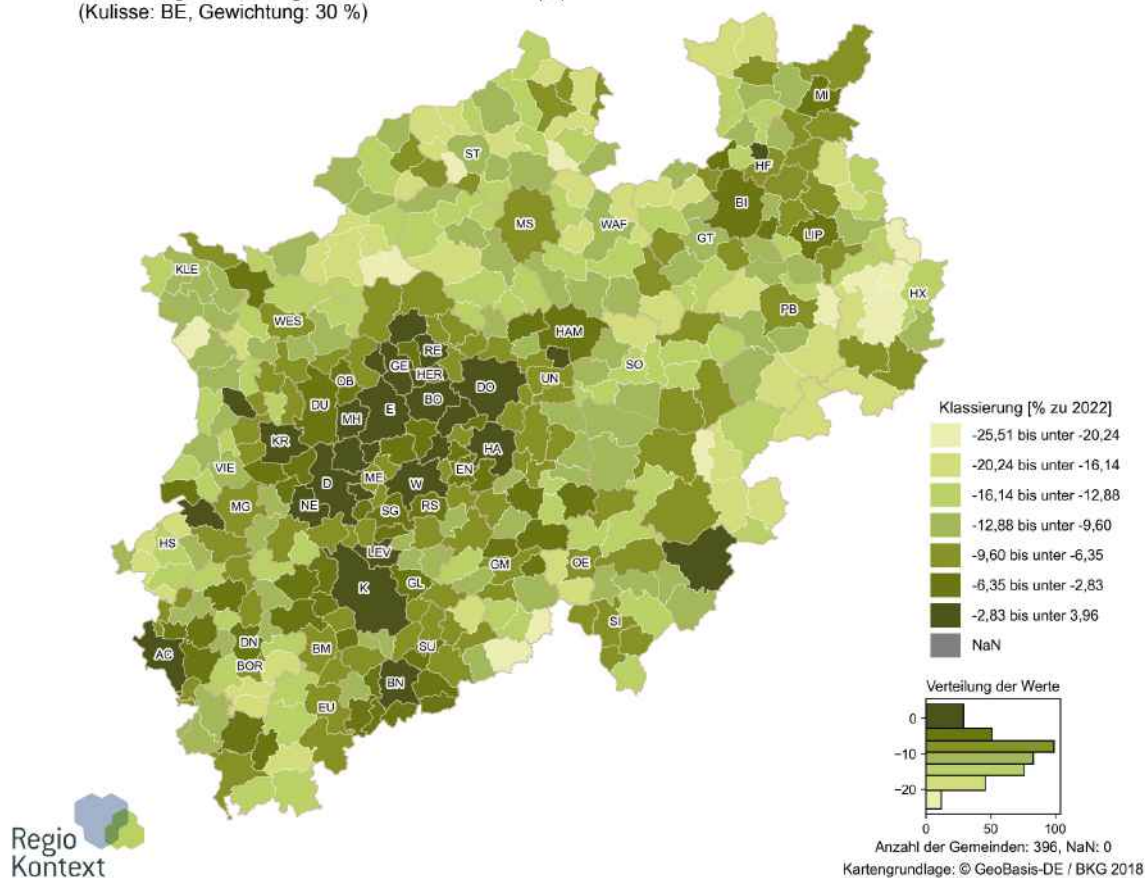 (Kulisse: BE, Gewichtung: 30 %)
MI
HF
ST
BI
MS
WAF
GT
LIP
KLE
HX
PB
WES
HAM
RE
GE
HER
SO
OB
DO
UN
DU
BO
E
MH
KR
HA
VIE
EN
ME
W
D
NE
MG
SG
RS
HS
LEV
OE
GM
K
GL
SI
DN
AC
BM
SU
BOR
BN
EU
Klassierung [% zu 2022]
-25,51 bis unter -20,24
-20,24 bis unter -16,14
-16,14 bis unter -12,88
-12,88 bis unter -9,60
-9,60 bis unter -6,35
-6,35 bis unter -2,83
-2,83 bis unter 3,96
NaN
Verteilung der Werte
0
−10
−20
0 50 100
Anzahl der Gemeinden: 396, NaN: 0
Kartengrundlage: © GeoBasis-DE / BKG 2018
Regio
Kontext